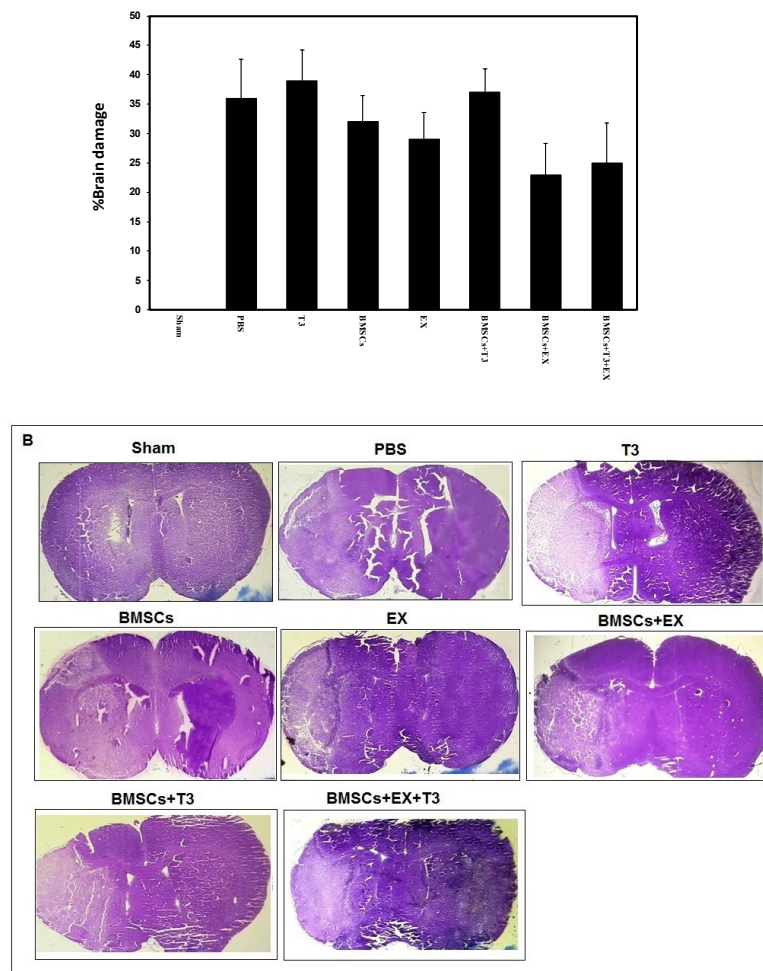 50
45
40
35
30
25
20
15
10
5
0
%Brain damage
Sham
PBS
T3
BMSCs
EX
BMSCs+T3
BMSCs+EX
BMSCs+T3+EX
B
Sham
PBS
T3
BMSCs
EX
BMSCs+EX
BMSCs+T3
BMSCs+EX+T3